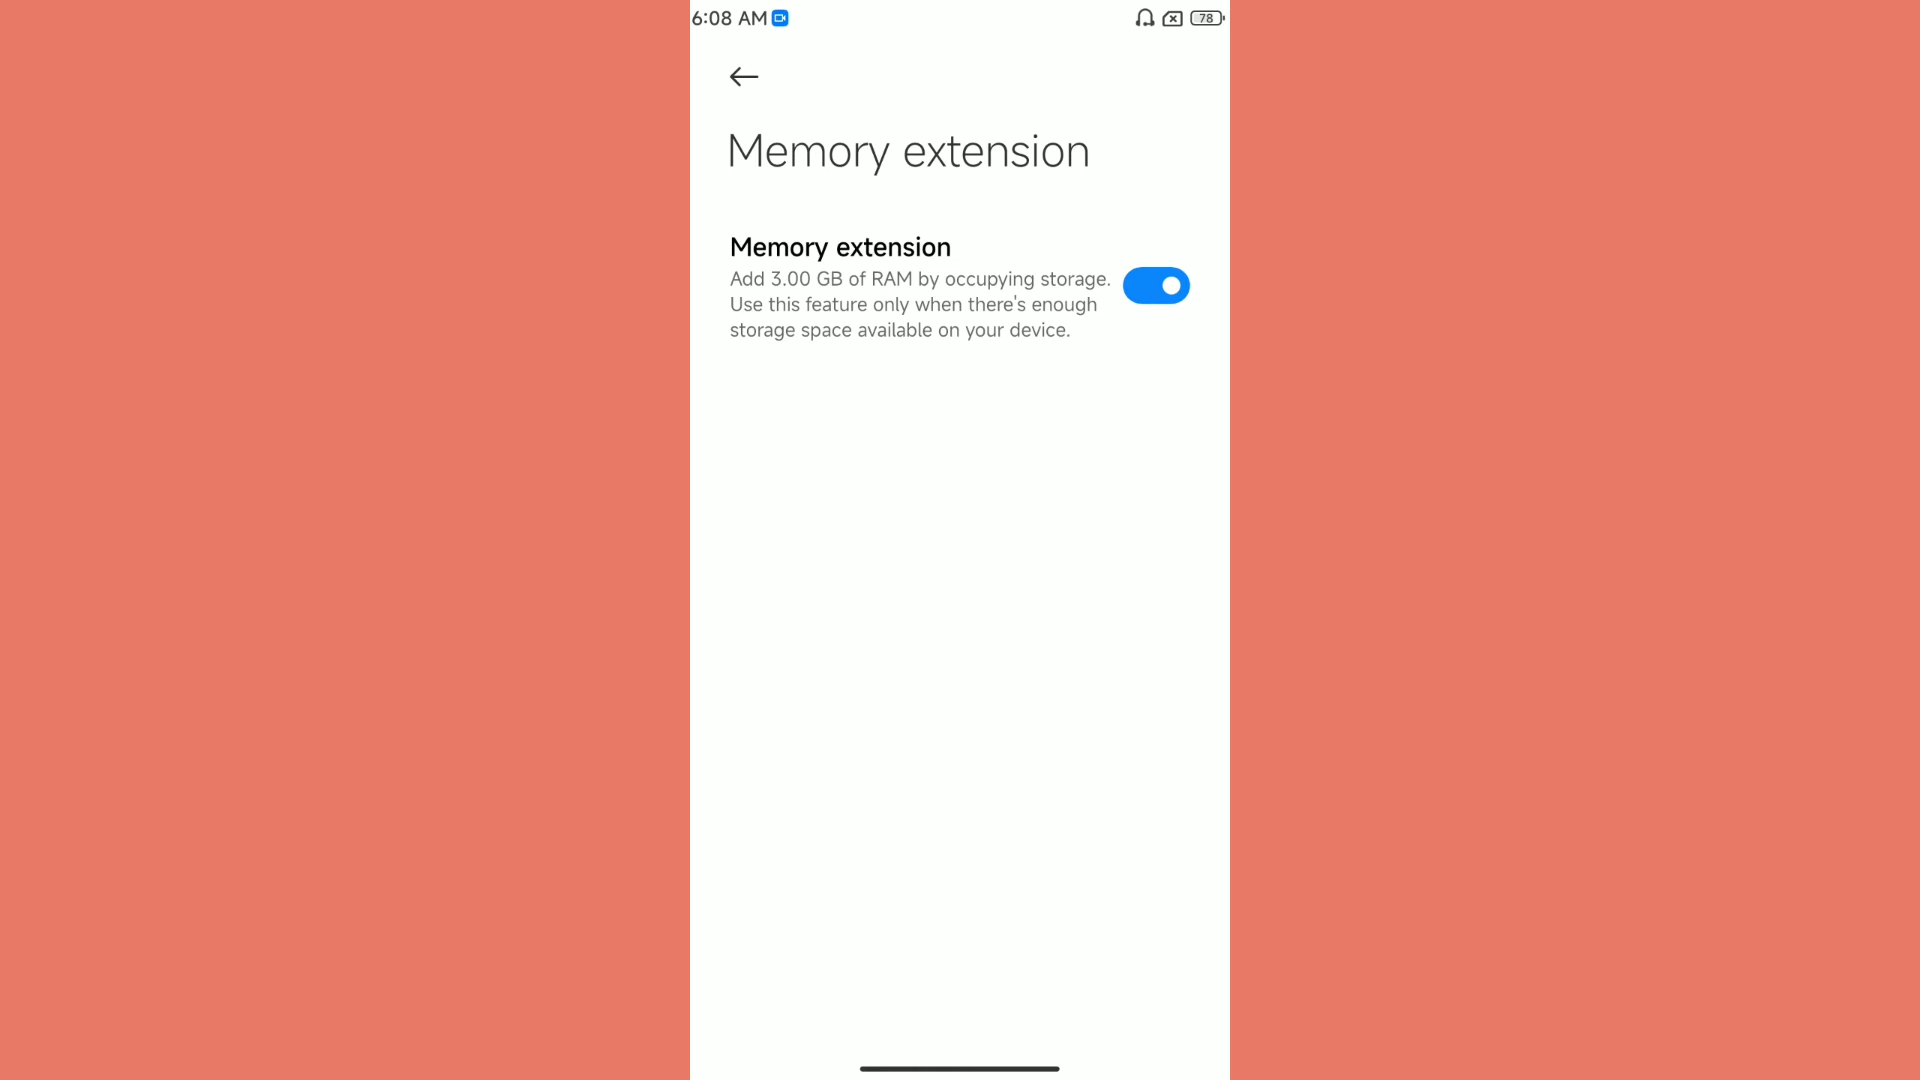 6:08 AM
78
Memory extension
Memory extension
Add 3.00 GB of RAM by occupying storage.
Use this feature only when there's enough
storage space available on your device.